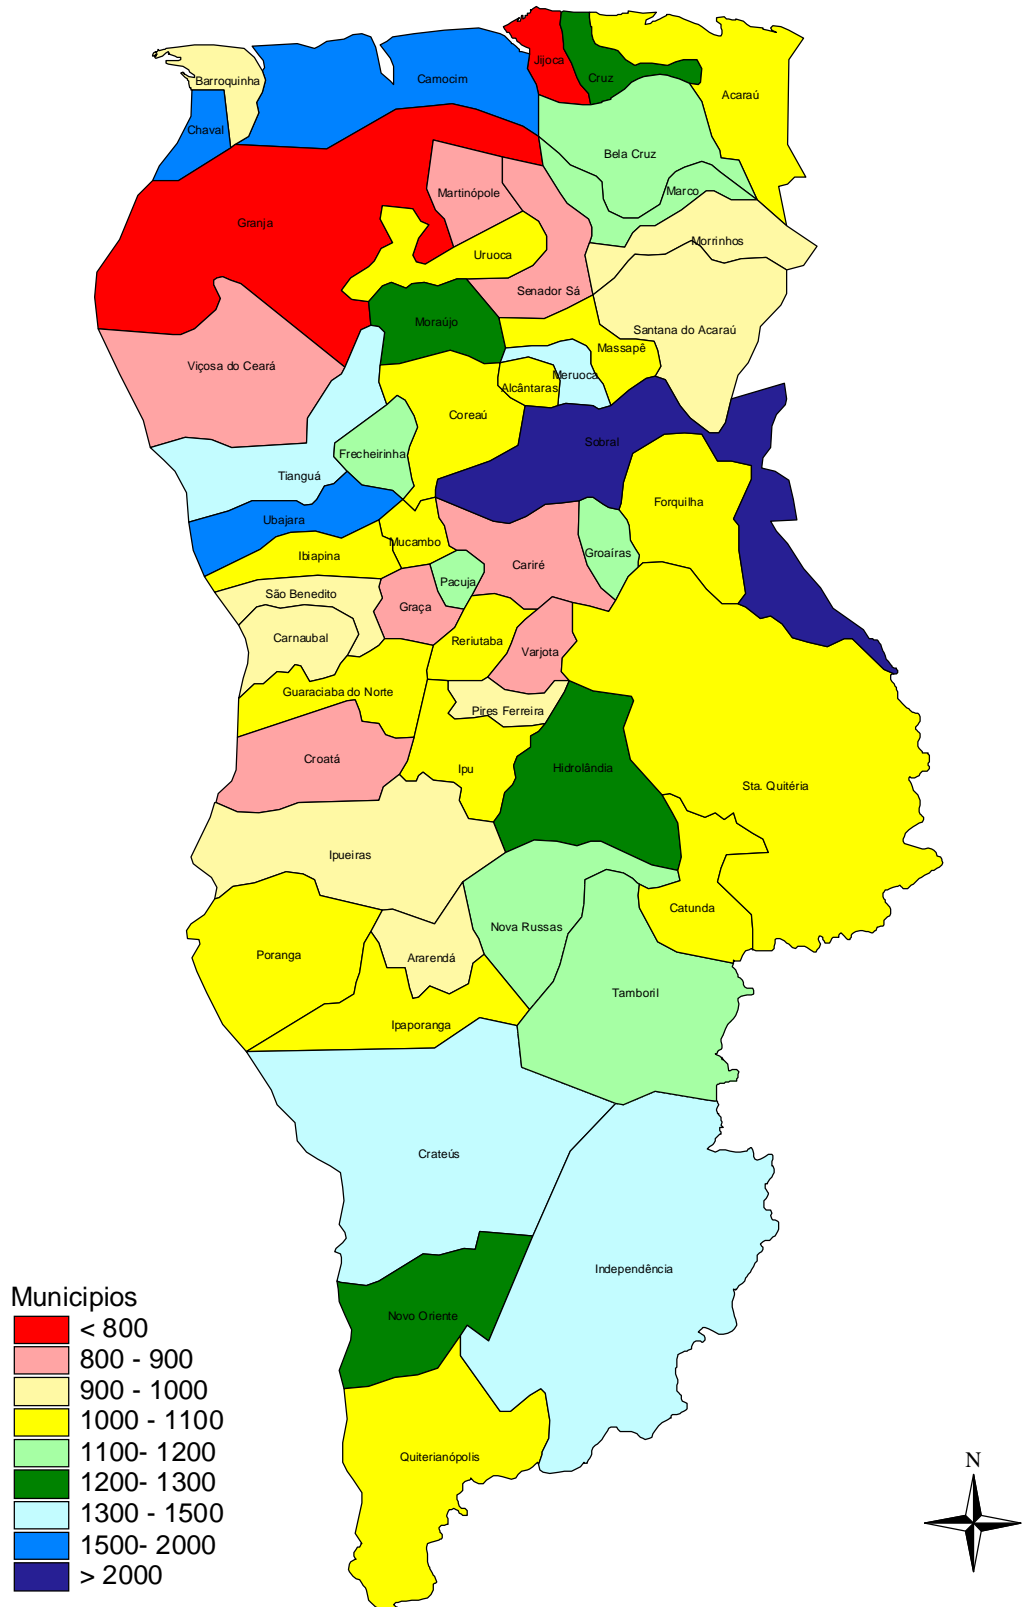 Jijoca
Cruz
Barroquinha
Camocim
Acaraú
Chaval
Bela Cruz
Marco
Martinópole
Granja
Morrinhos
Uruoca
Senador Sá
Moraújo
Santana do Acaraú
Massapê
Viçosa do Ceará
Meruoca
Alcântaras
Coreaú
Sobral
Frecheirinha
Tianguá
Forquilha
Ubajara
Mucambo
Ibiapina
Groaíras
Cariré
Pacuja
São Benedito
Graça
Carnaubal
Reriutaba
Varjota
Guaraciaba do Norte
Pires Ferreira
Croatá
Ipu
Hidrolândia
Sta. Quitéria
Ipueiras
Catunda
Nova Russas
Poranga
Ararendá
Tamboril
Ipaporanga
Crateús
Independência
Novo Oriente
Quiterianópolis
Municipios
< 800
800 - 900
900 - 1000
1000 - 1100
1100- 1200
1200- 1300
1300 - 1500
1500- 2000
> 2000
N